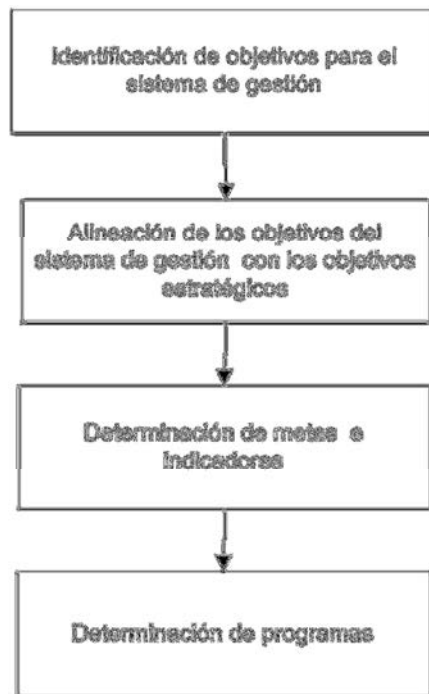 Identificación de objetivos para el
sistema de gestión
Alineación de los objetivos del
sistema de gestión con los objetivos
estratégicos
Determinación de metas e
indicadores
Determinación de programas